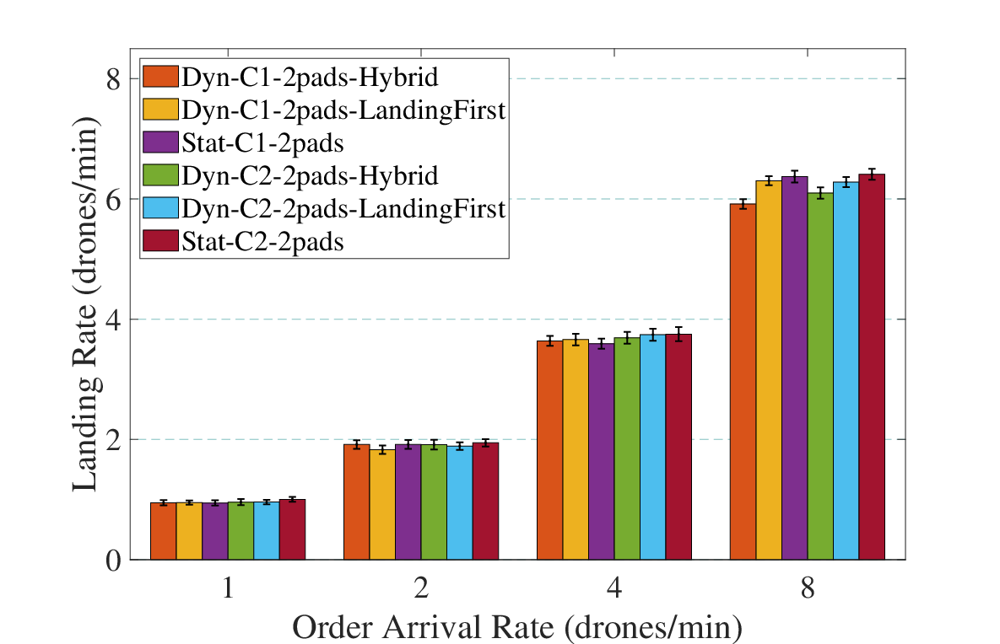 Dyn-C1-2pads-Hybrid
Dyn-C1-2pads-LandingFirst
Stat-C1-2pads
Dyn-C2-2pads-Hybrid
Dyn-C2-2pads-LandingFirst
Stat-C2-2pads
8
6
4
2
0
Landing Rate (drones/min)
1 2 4 8
Order Arrival Rate (drones/min)